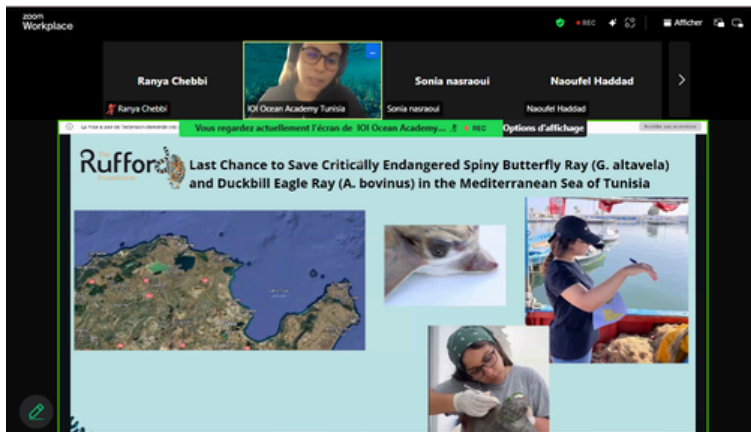 zoom
Workplace
REC
Afficher
Ranya Chebbi
Sonia nasraoui
Naoufel Haddad
Ranya Chebbi
IOI Ocean Academy Tunisia
Sonia nasraoui
Naoufel Haddad
Vous regardez actuellement l'écran de IOI Ocean Academy... REC
Options d'affichage
The Rufford
Last Chance to Save Critically Endangered Spiny Butterfly Ray (G. altavela)
and Duckbill Eagle Ray (A. bovinus) in the Mediterranean Sea of Tunisia